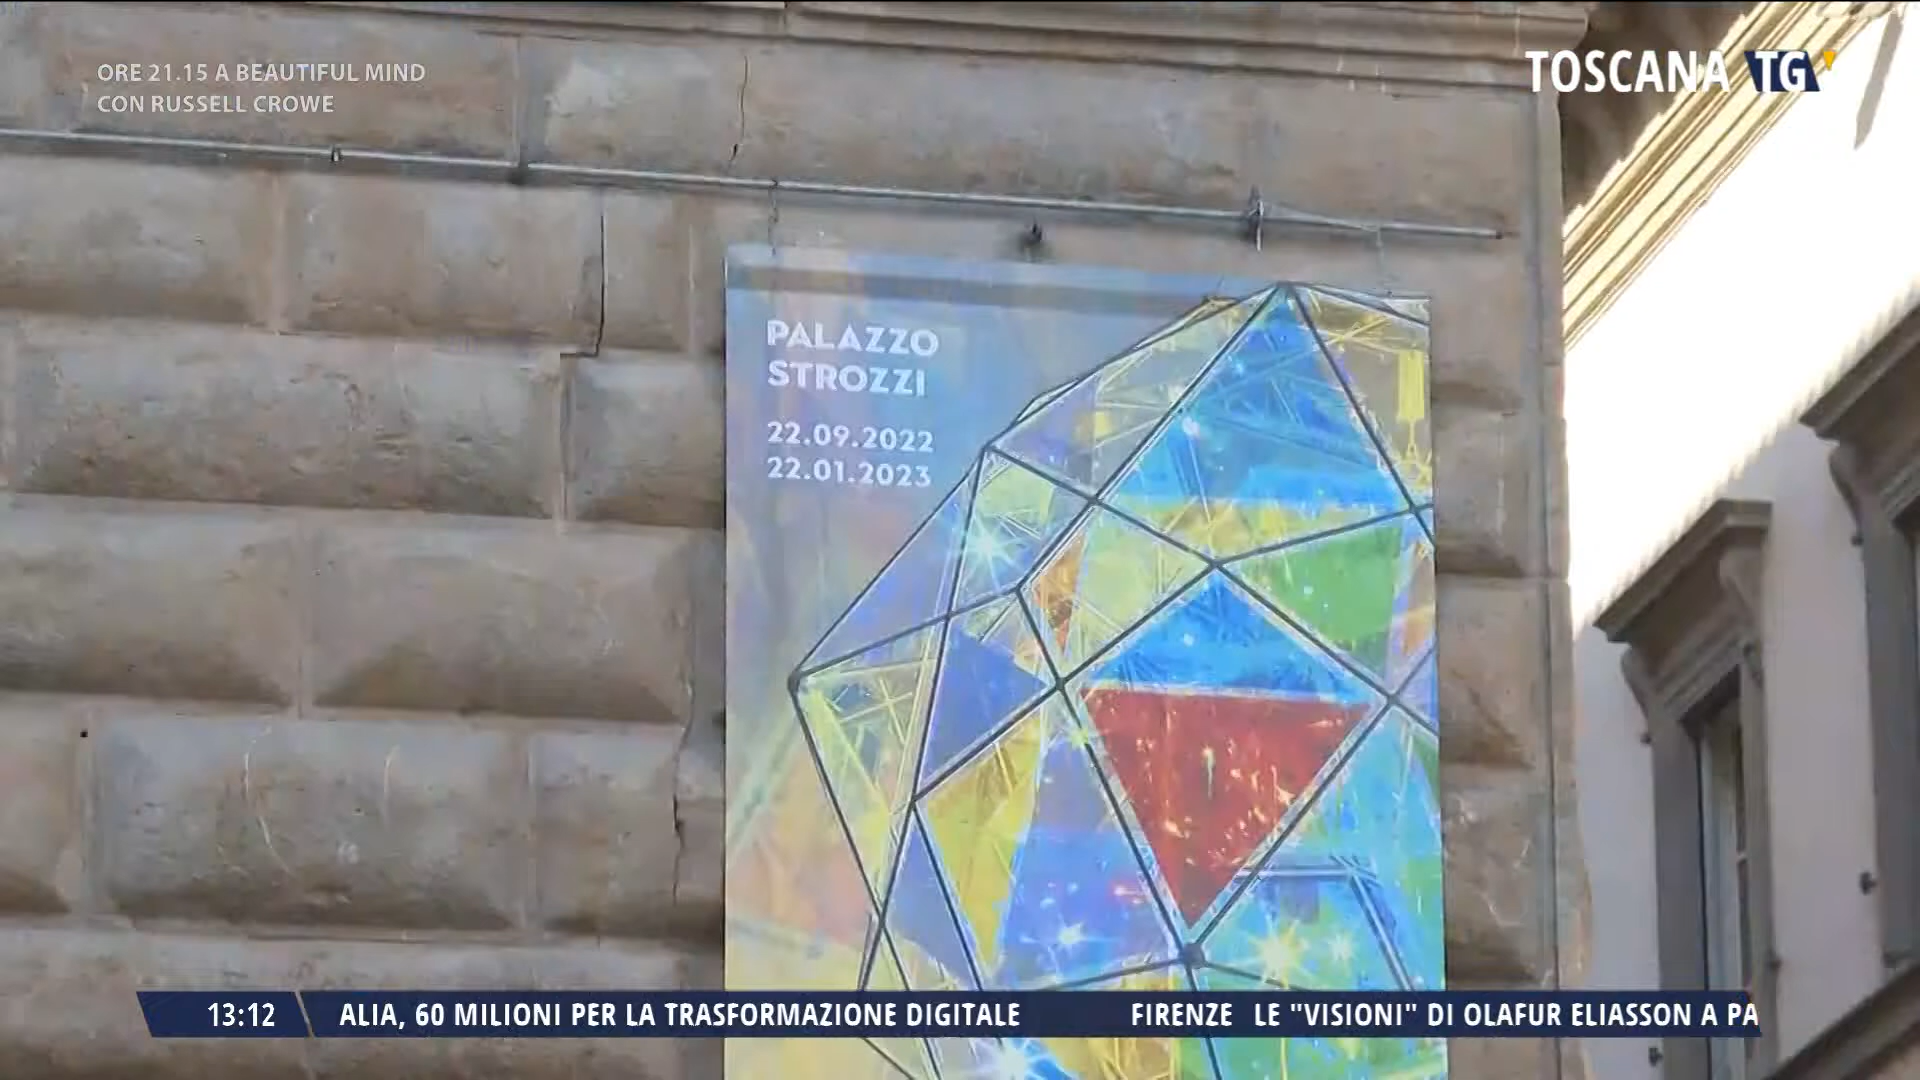 ORE 21.15 A BEAUTIFUL MIND
CON RUSSELL CROWE
TOSCANA TG
PALAZZO
STROZZI
22.09.2022
22.01.2023
13:12 ALIA, 60 MILIONI PER LA TRASFORMAZIONE DIGITALE FIRENZE LE "VISIONI" DI OLAFUR ELIASSON A PA